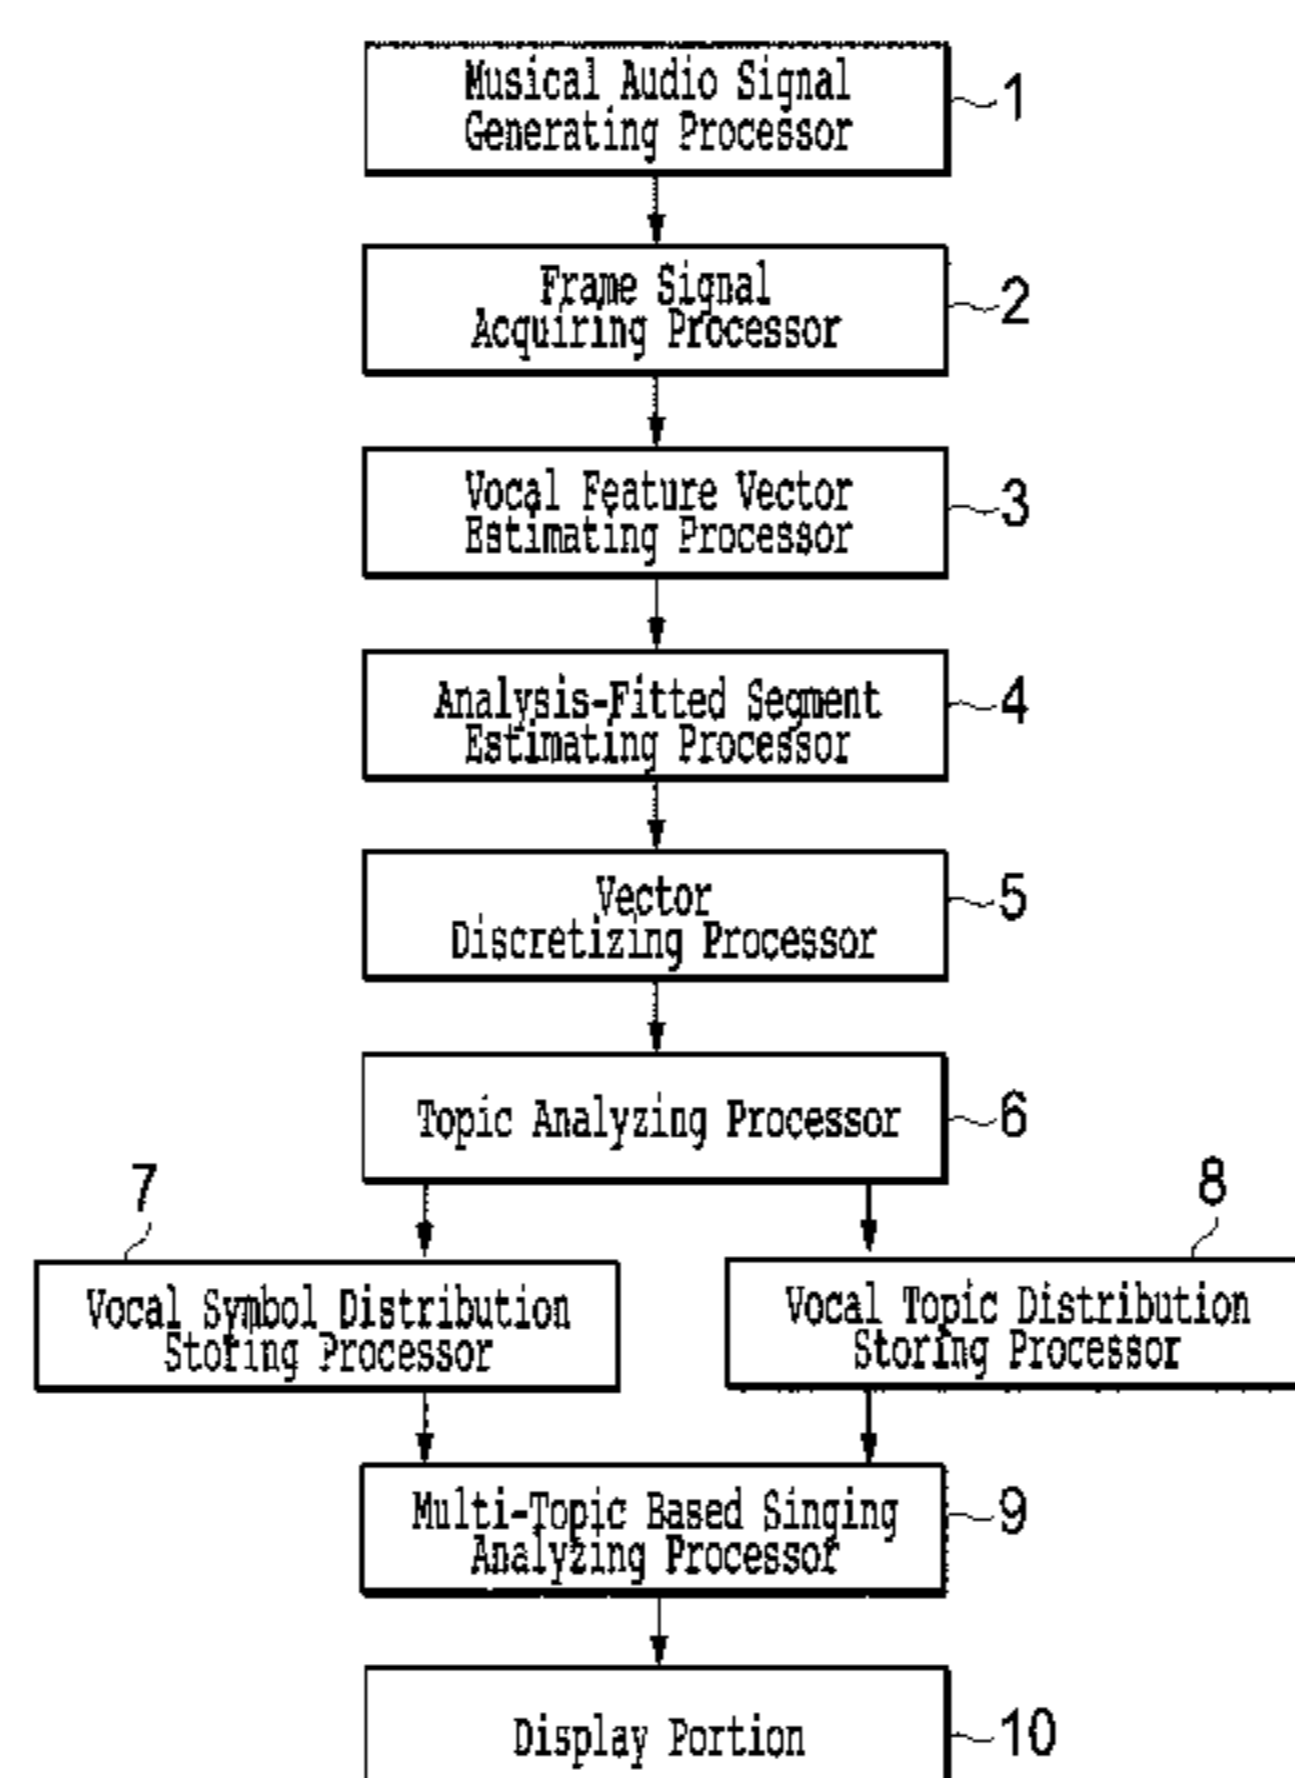 Musical Audio Signal
Generating Processor
1
Frame Signal
Acquiring Processor
2
Vocal Feature Vector
Estimating Processor
3
Analysis-Fitted Segment
Estimating Processor
4
Vector
Discretizing Processor
5
Topic Analyzing Processor
6
7
8
Vocal Symbol Distribution
Storing Processor
Vocal Topic Distribution
Storing Processor
Multi-Topic Based Singing
Analyzing Processor
9
Display Portion
10